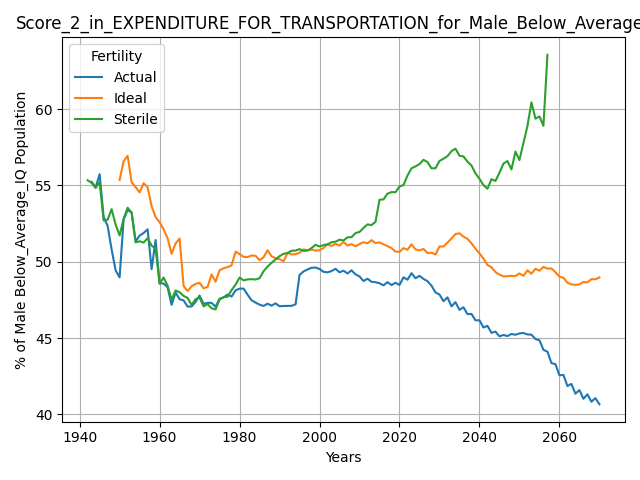 Score_2_in_EXPENDITURE_FOR_TRANSPORTATION_for_Male_Below_Average
Fertility
Actual
Ideal
Sterile
% of Male Below_Average_IQ Population
60
55
50
45
40
1940
1960
1980
2000
2020
2040
2060
Years